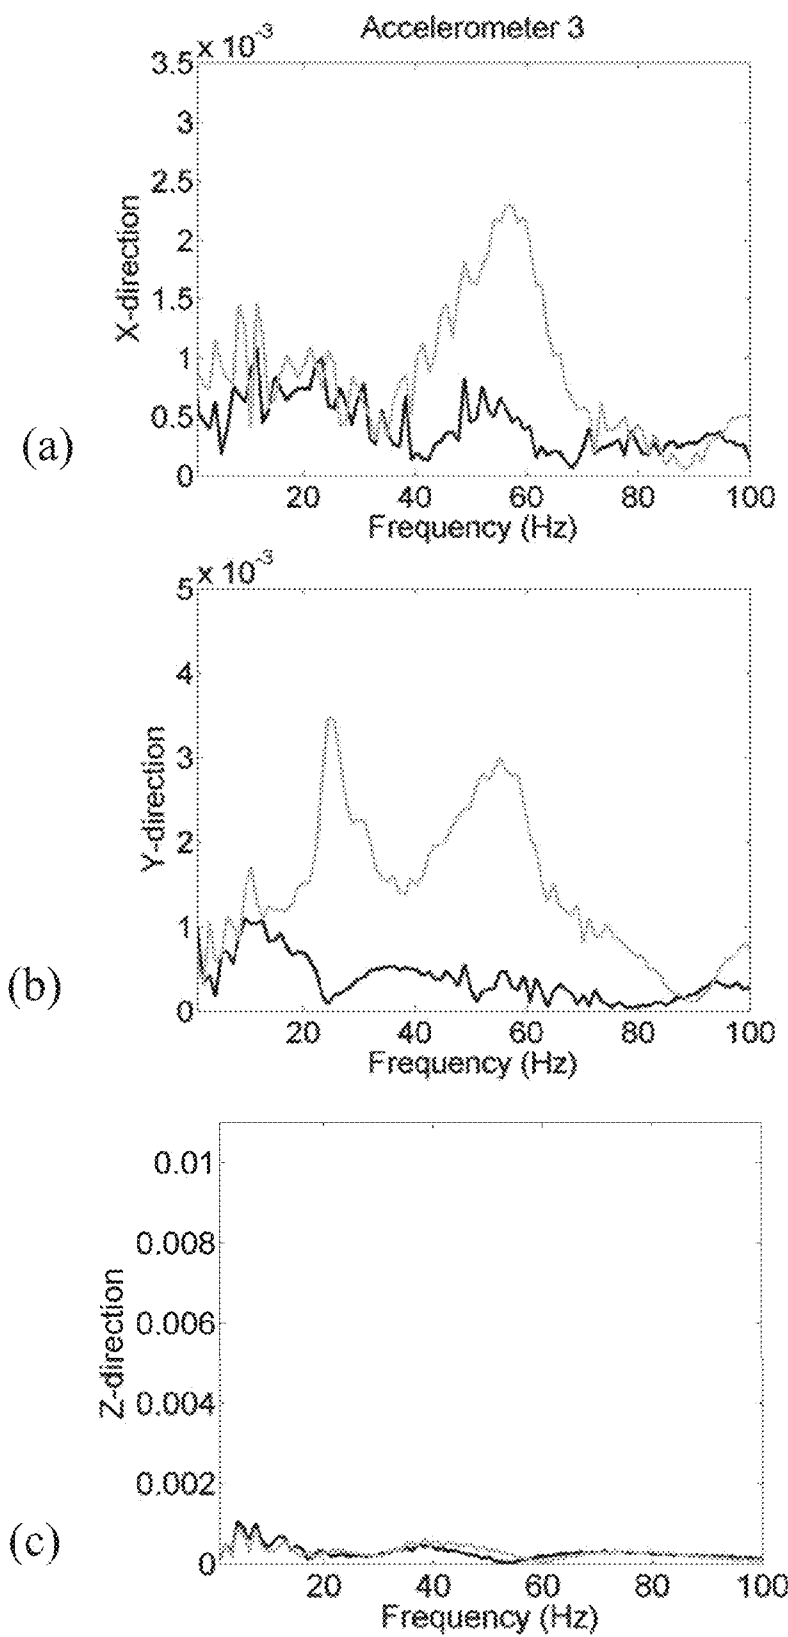 Accelerometer 3
× 10-3
3.5
3
2.5
2
1.5
1
0.5
0
X-direction
(a)
20 40 60 80 100
Frequency (Hz)
× 10-3
5
4
3
2
1
0
Y-direction
(b)
20 40 60 80 100
Frequency (Hz)
0.01
0.008
0.006
0.004
0.002
0
Z-direction
(c)
20 40 60 80 100
Frequency (Hz)